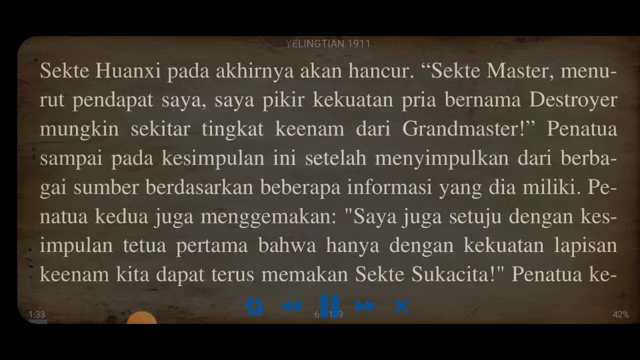 YELINGTIAN 1911
Sekte Huanxi pada akhirnya akan hancur. “Sekte Master, menu-
rut pendapat saya, saya pikir kekuatan pria bernama Destroyer
mungkin sekitar tingkat keenam dari Grandmaster!” Penatua
sampai pada kesimpulan ini setelah menyimpulkan dari berba-
gai sumber berdasarkan beberapa informasi yang dia miliki. Pe-
natua kedua juga menggemakan: "Saya juga setuju dengan kes-
impulan tetua pertama bahwa hanya dengan kekuatan lapisan
keenam kita dapat terus memakan Sekte Sukacita!" Penatua ke-
1:33
42%